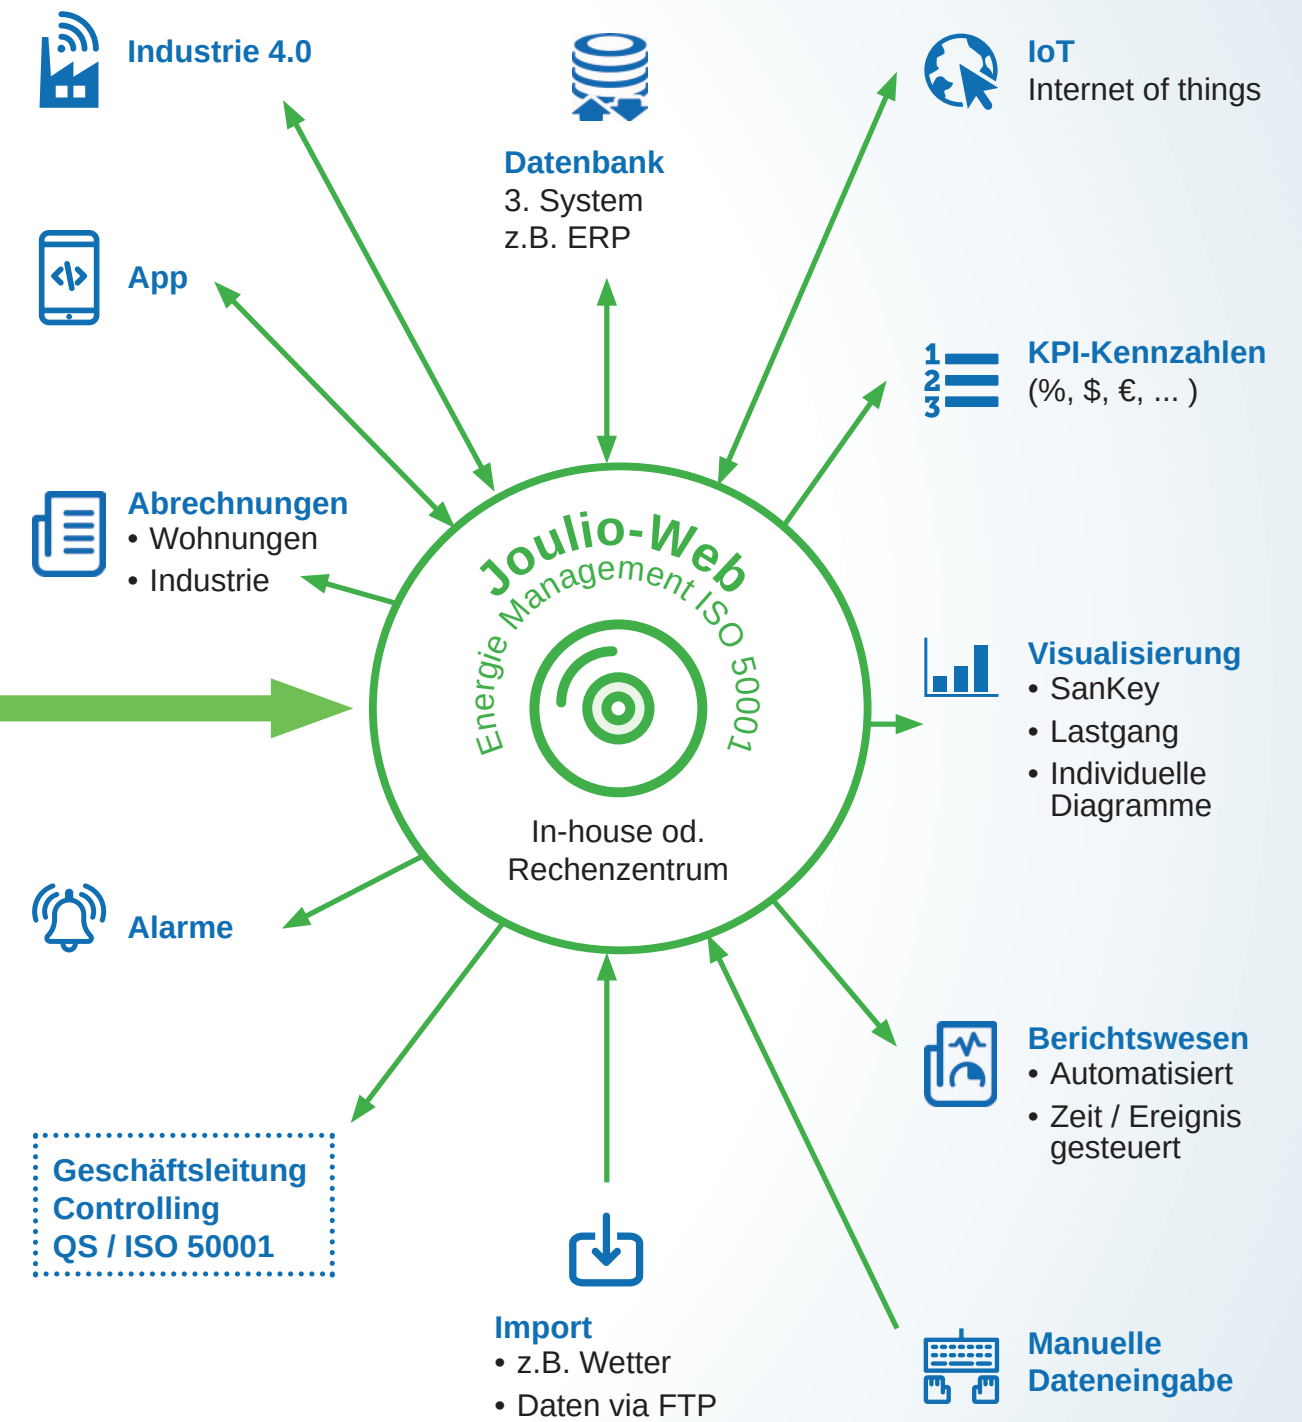 Industrie 4.0
Datenbank
3. System
z.B. ERP
IoT
Internet of things
App
KPI-Kennzahlen
(%, $, €, ... )
1
2
3
Abrechnungen
• Wohnungen
• Industrie
Joulio-Web
Energie Management ISO 50001
In-house od.
Rechenzentrum
Visualisierung
• SanKey
• Lastgang
• Individuelle
Diagramme
Alarme
Berichtswesen
• Automatisiert
• Zeit / Ereignis
gesteuert
Geschäftsleitung
Controlling
QS / ISO 50001
Import
• z.B. Wetter
• Daten via FTP
Manuelle
Dateneingabe